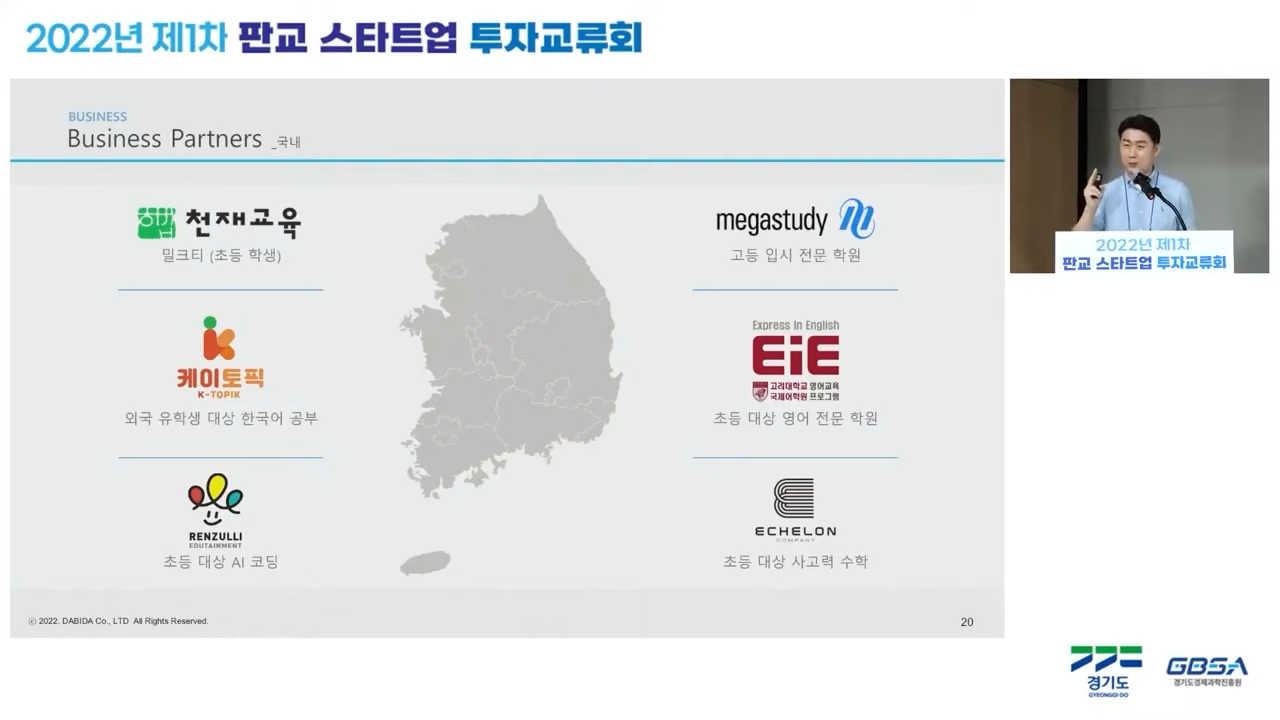 2022년 제1차 판교 스타트업 투자교류회
BUSINESS
Business Partners _국내
천재교육
밀크티 (초등 학생)
케이토픽
K-TOPIK
외국 유학생 대상 한국어 공부
RENZULLI
EDUTAINMENT
초등 대상 AI 코딩
megastudy
고등 입시 전문 학원
Express In English
EiE
고려대학교 영어교육
국제어학원 프로그램
초등 대상 영어 전문 학원
ECHELON
COMPANY
초등 대상 사고력 수학
ⓒ 2022. DABIDA Co., LTD All Rights Reserved.
20
2022년 제1차
판교 스타트업 투자교류회
경기도
GYEONGGI-DO
GBSA
경기도경제과학진흥원